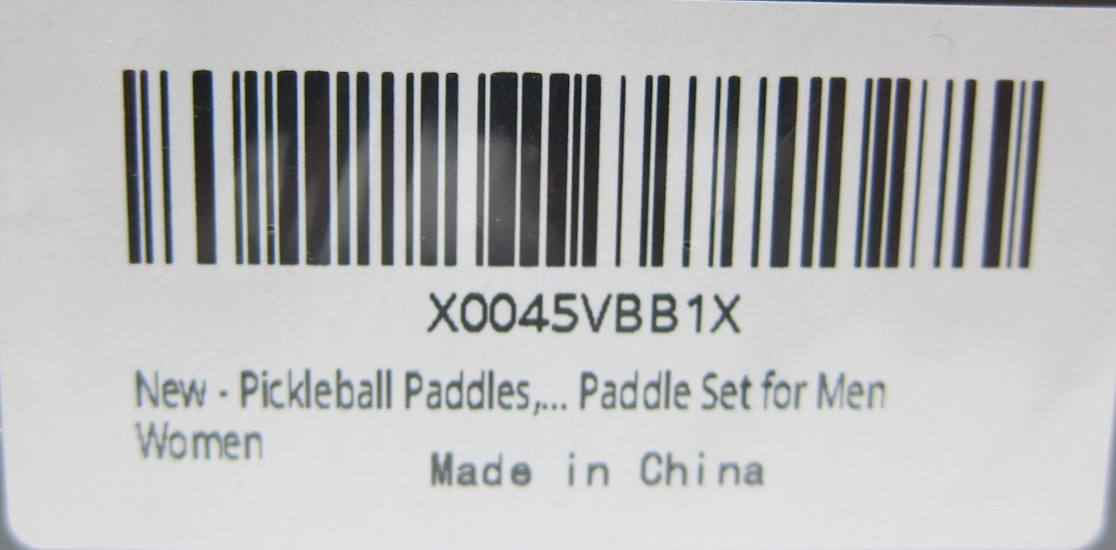 X0045VBB1X
New - Pickleball Paddles,... Paddle Set for Men
Women
Made in China